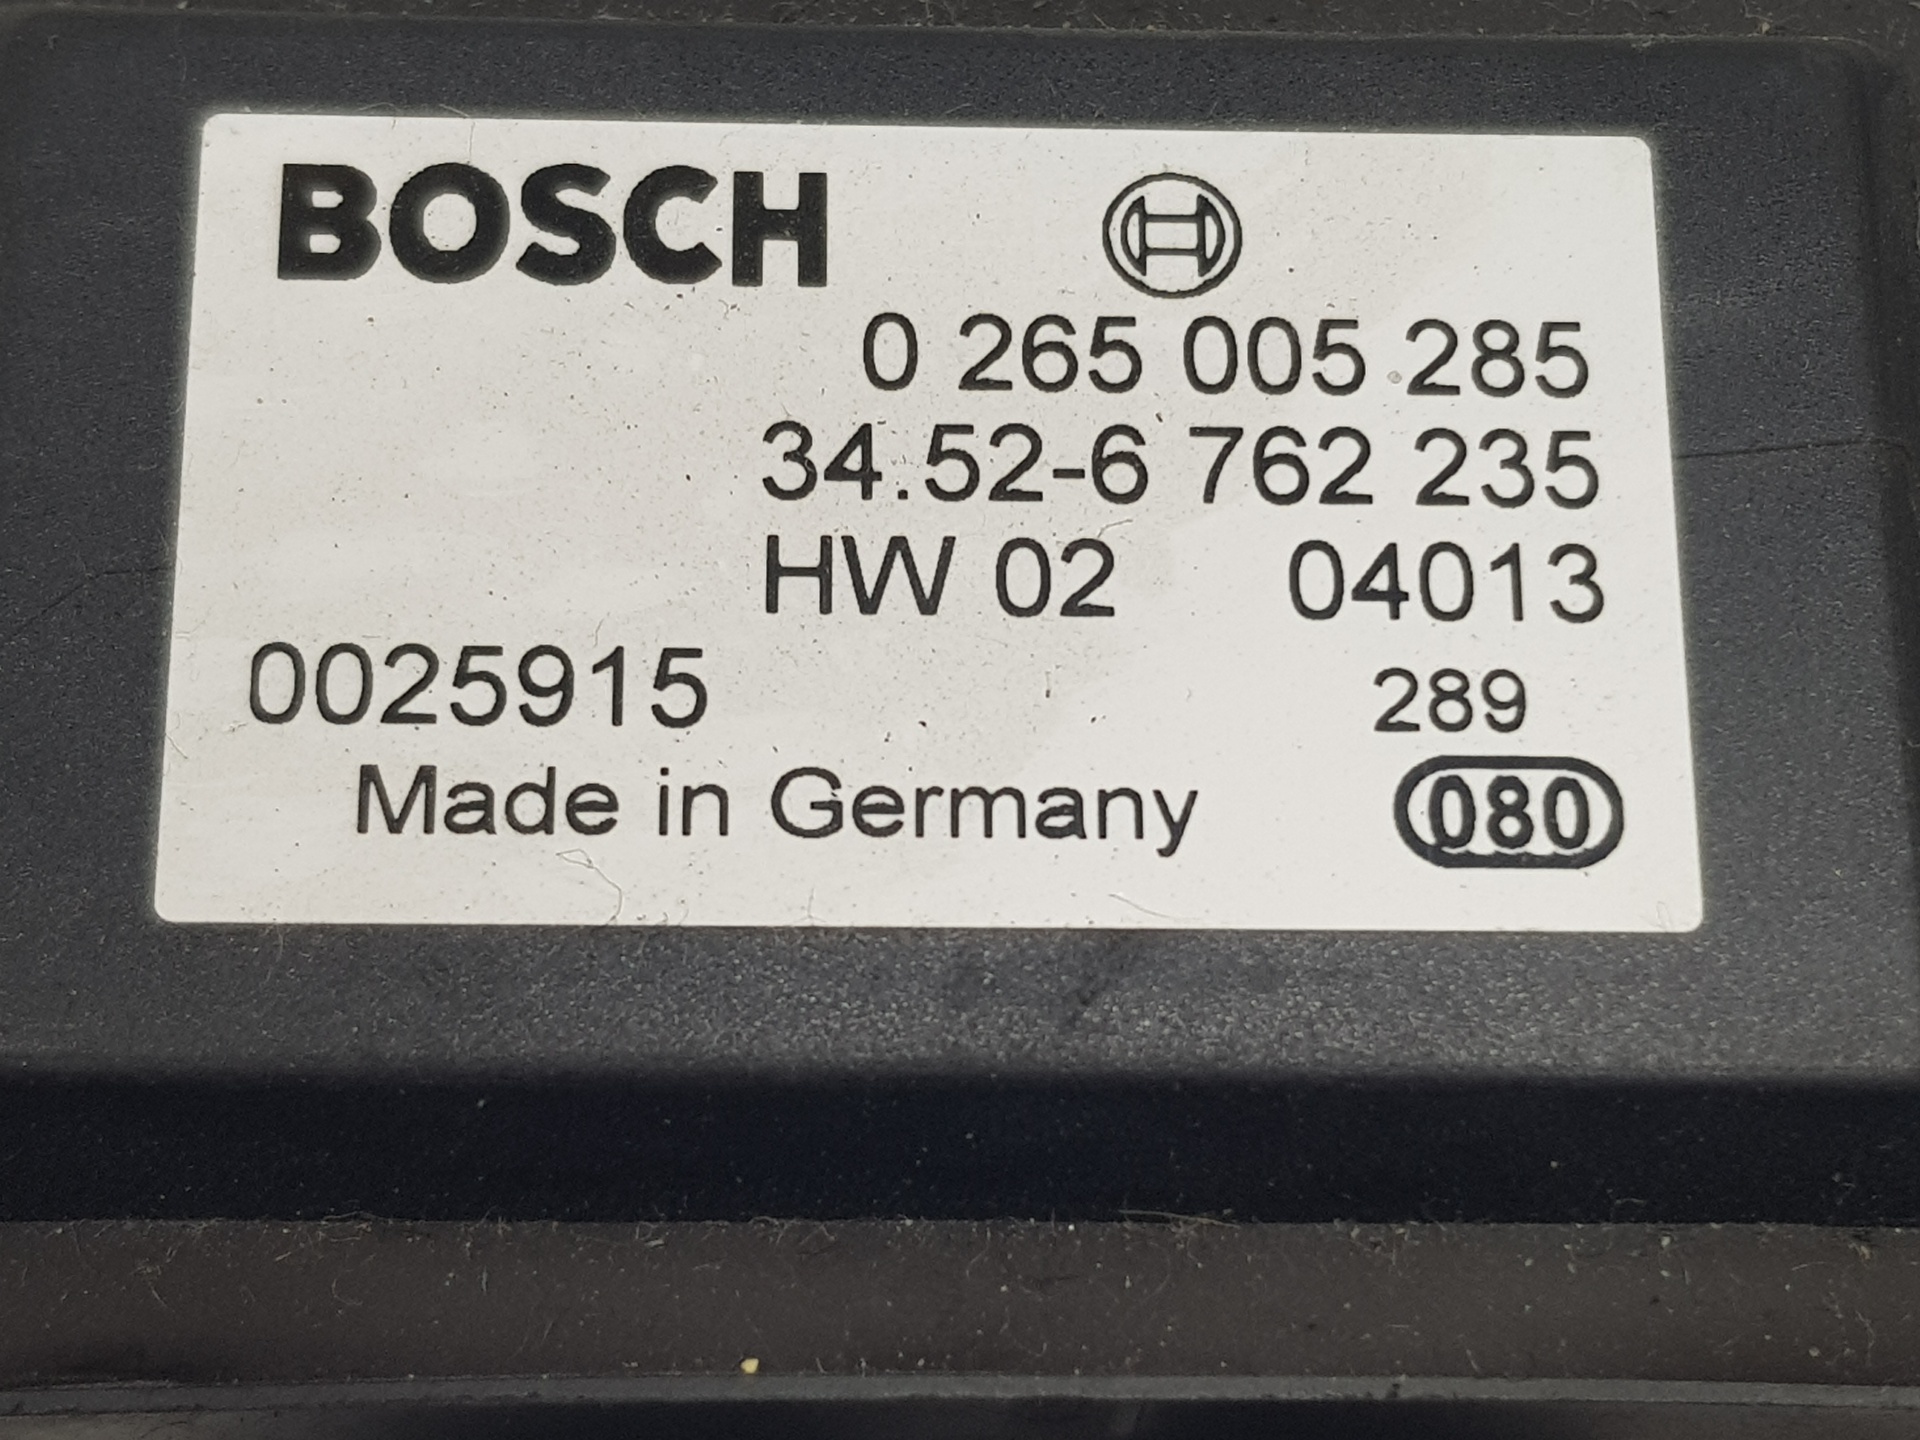 BOSCH
0 265 005 285
34.52-6 762 235
HW 02 04013
0025915 289
Made in Germany 080